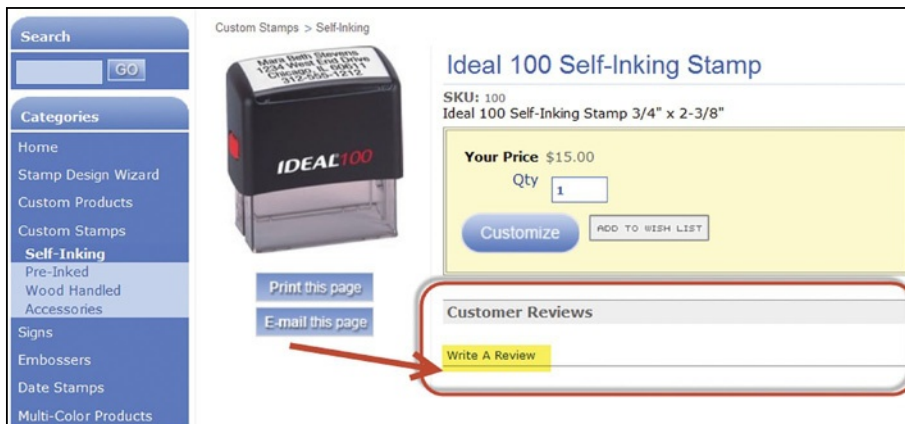 Search
GO
Categories
Home
Stamp Design Wizard
Custom Products
Custom Stamps
Self-Inking
Pre-Inked
Wood Handled
Accessories
Signs
Embossers
Date Stamps
Multi-Color Products
Custom Stamps > Self-Inking
Mara Beth Stevens
1234 West End Drive
Chicago, IL 60611
312-555-1212
IDEAL100
Print this page
E-mail this page
Ideal 100 Self-Inking Stamp
SKU: 100
Ideal 100 Self-Inking Stamp 3/4" x 2-3/8"
Your Price $15.00
Qty 1
Customize ADD TO WISH LIST
Customer Reviews
Write A Review